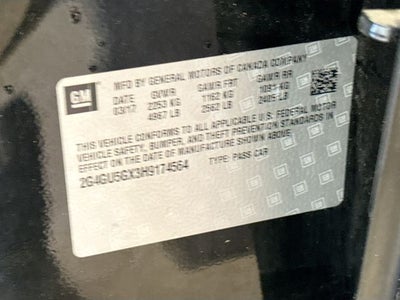 GM
MFD BY GENERAL MOTORS OF CANADA COMPANY
DATE GVWR GAWR FRT GAWR RR
03/17 2253 KG 1162 KG 1091 KG
4967 LB 2562 LB 2405 LB
THIS VEHICLE CONFORMS TO ALL APPLICABLE U.S. FEDERAL MOTOR
VEHICLE SAFETY, BUMPER, AND THEFT PREVENTION STANDARDS IN
EFFECT ON THE DATE OF MANUFACTURE SHOWN ABOVE.
2G4GU5GX3H9174564 TYPE: PASS CAR